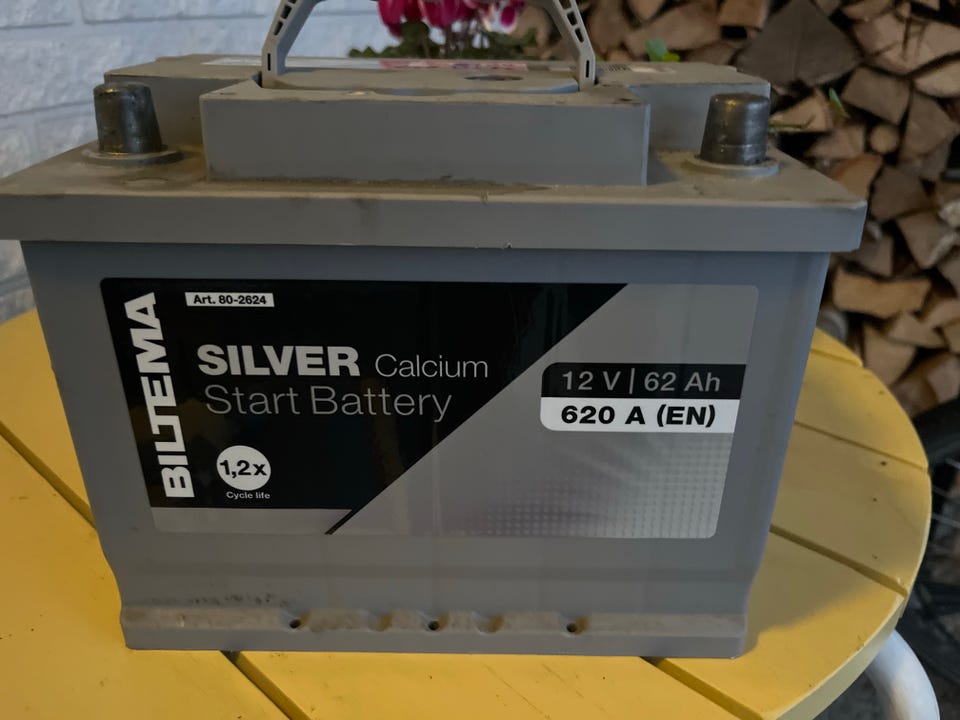 BILTEMA
Art. 80-2624
SILVER Calcium
Start Battery
1,2x
Cycle life
12 V | 62 Ah
620 A (EN)